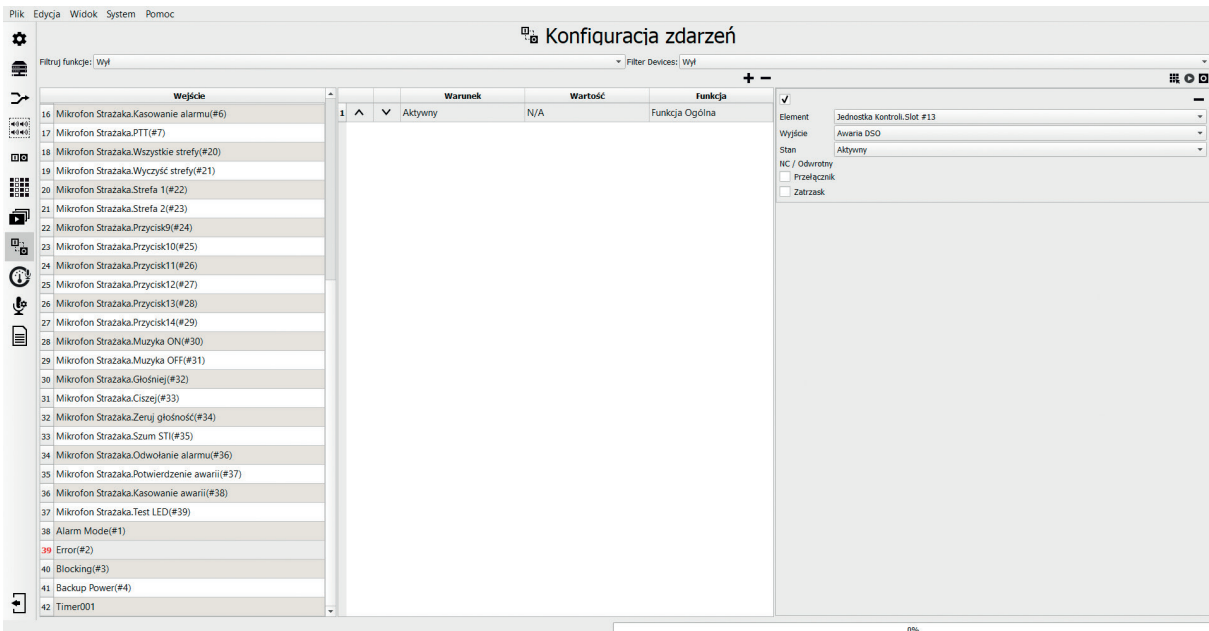 Plik Edycja Widok System Pomoc
Konfiguracja zdarzeń
Filtruj funkcje: Wył Filter Devices: Wył
Wejście
16 Mikrofon Strażaka.Kasowanie alarmu(#6)
17 Mikrofon Strażaka.PTT(#7)
18 Mikrofon Strażaka.Wszystkie strefy(#20)
19 Mikrofon Strażaka.Wyczyść strefy(#21)
20 Mikrofon Strażaka.Strefa 1(#22)
21 Mikrofon Strażaka.Strefa 2(#23)
22 Mikrofon Strażaka.Przycisk9(#24)
23 Mikrofon Strażaka.Przycisk10(#25)
24 Mikrofon Strażaka.Przycisk11(#26)
25 Mikrofon Strażaka.Przycisk12(#27)
26 Mikrofon Strażaka.Przycisk13(#28)
27 Mikrofon Strażaka.Przycisk14(#29)
28 Mikrofon Strażaka.Muzyka ON(#30)
29 Mikrofon Strażaka.Muzyka OFF(#31)
30 Mikrofon Strażaka.Głośniej(#32)
31 Mikrofon Strażaka.Ciszej(#33)
32 Mikrofon Strażaka.Zeruj głośność(#34)
33 Mikrofon Strażaka.Szum STI(#35)
34 Mikrofon Strażaka.Odwołanie alarmu(#36)
35 Mikrofon Strażaka.Potwierdzenie awarii(#37)
36 Mikrofon Strażaka.Kasowanie awarii(#38)
37 Mikrofon Strażaka.Test LED(#39)
38 Alarm Mode(#1)
39 Error(#2)
40 Blocking(#3)
41 Backup Power(#4)
42 Timer001
Warunek Wartość Funkcja
1 Aktywny N/A Funkcja Ogólna
Element Jednostka Kontroli.Slot #13
Wyjście Awaria DSO
Stan Aktywny
NC / Odwrotny
Przełącznik
Zatrzask
0%